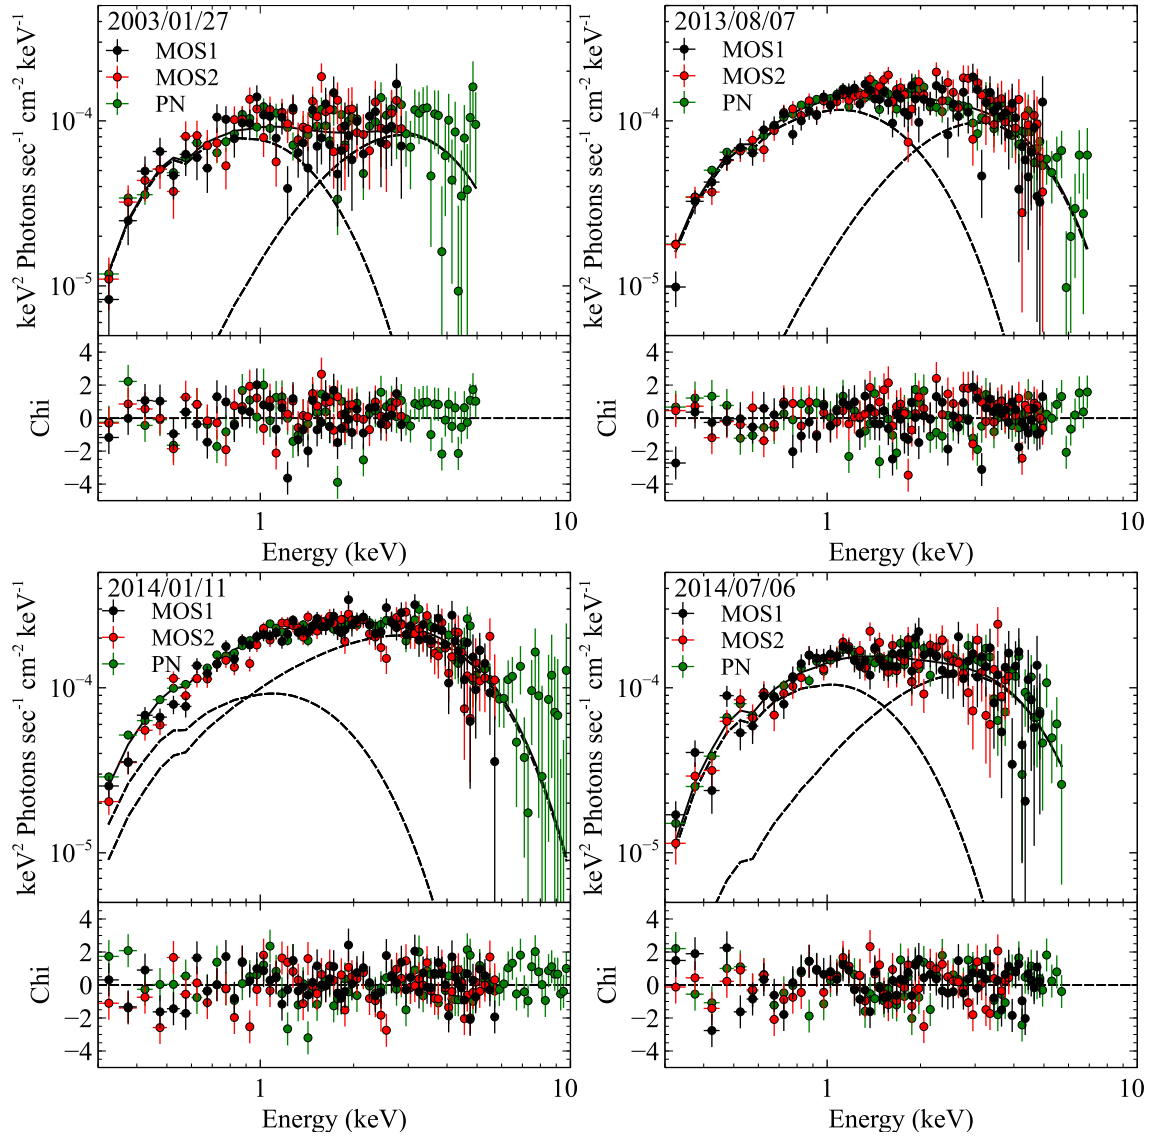 2003/01/27
MOS1
MOS2
PN
keV² Photons sec⁻¹ cm⁻² keV⁻¹
10⁻⁴
10⁻⁵
Chi
4
2
0
−2
−4
1
10
Energy (keV)
2013/08/07
MOS1
MOS2
PN
keV² Photons sec⁻¹ cm⁻² keV⁻¹
10⁻⁴
10⁻⁵
Chi
4
2
0
−2
−4
1
10
Energy (keV)
2014/01/11
MOS1
MOS2
PN
keV² Photons sec⁻¹ cm⁻² keV⁻¹
10⁻⁴
10⁻⁵
Chi
4
2
0
−2
−4
1
10
Energy (keV)
2014/07/06
MOS1
MOS2
PN
keV² Photons sec⁻¹ cm⁻² keV⁻¹
10⁻⁴
10⁻⁵
Chi
4
2
0
−2
−4
1
10
Energy (keV)